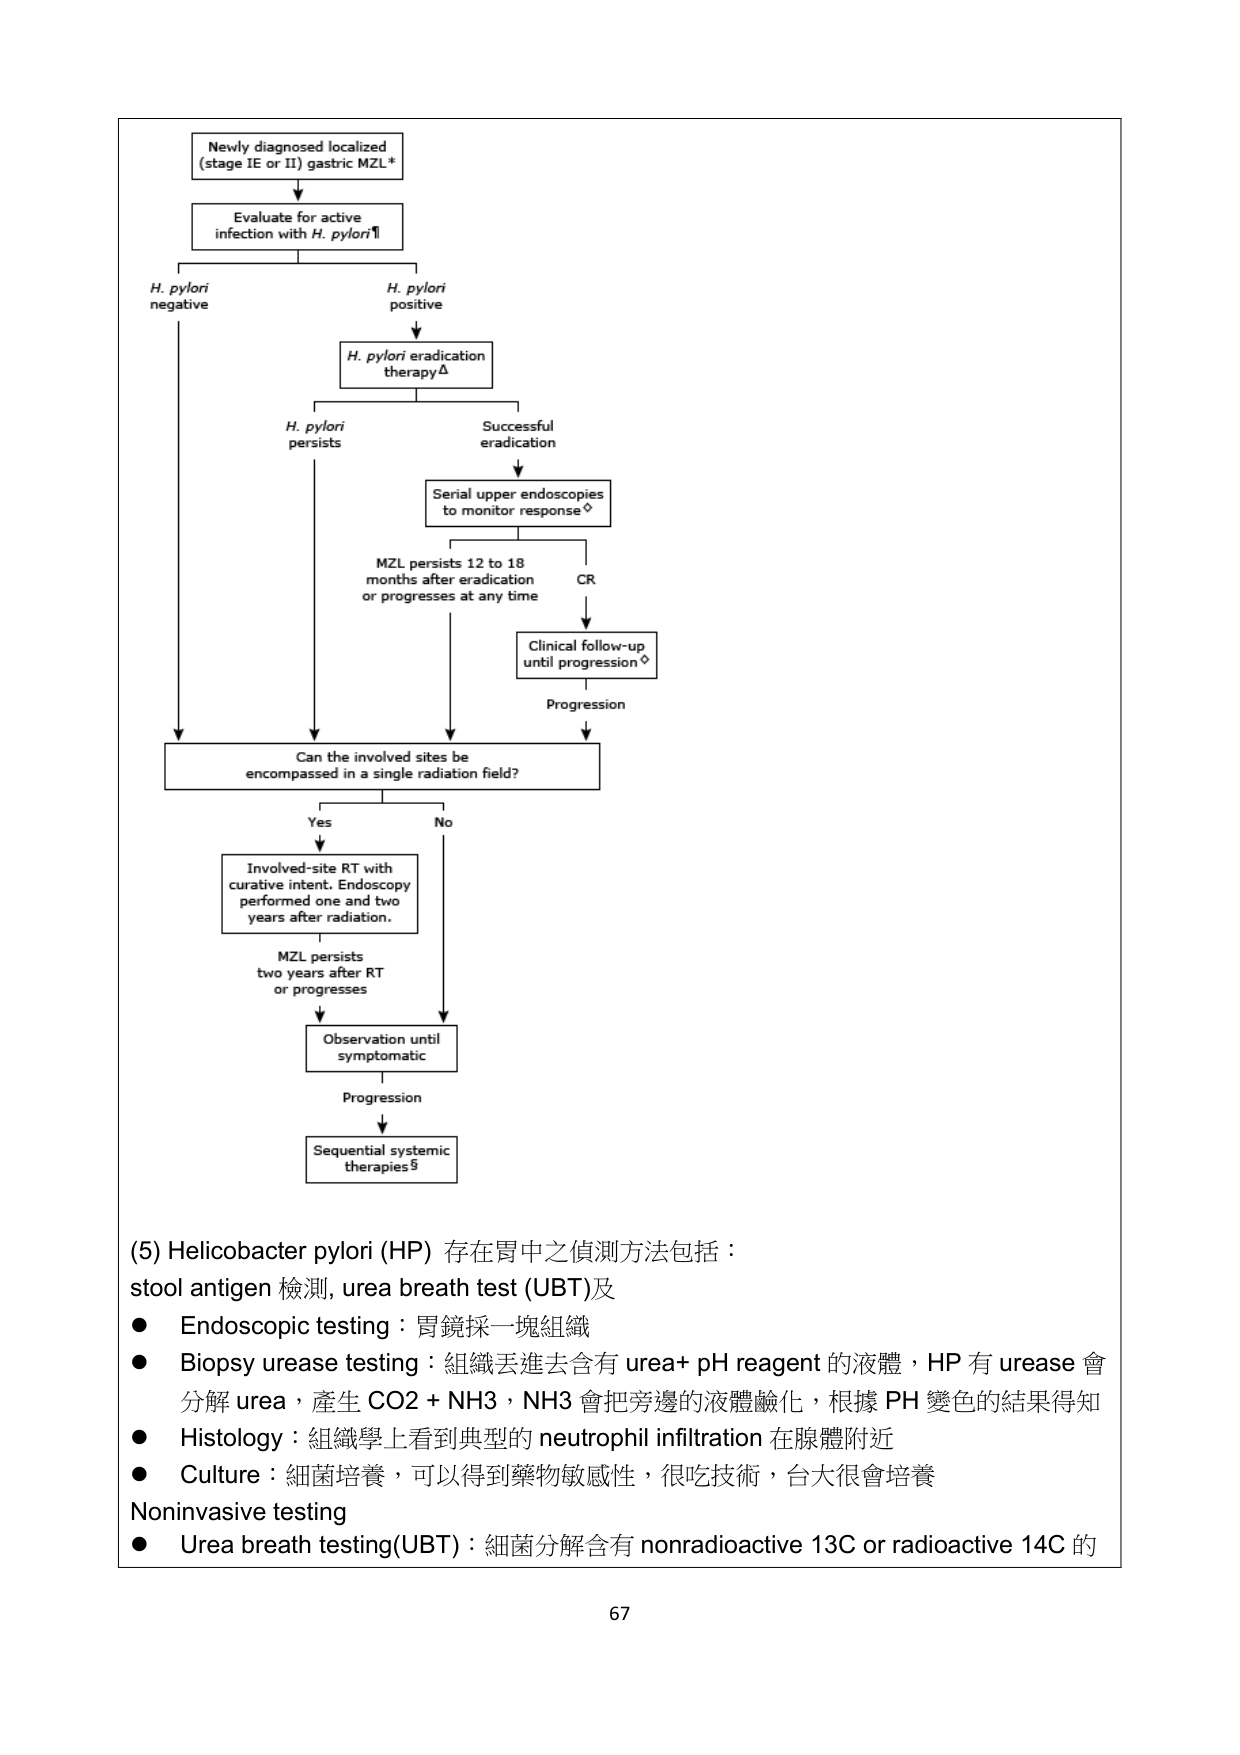 Newly diagnosed localized
(stage IE or II) gastric MZL*
Evaluate for active
infection with H. pylori¶
H. pylori
negative
H. pylori
positive
H. pylori eradication
therapyΔ
H. pylori
persists
Successful
eradication
Serial upper endoscopies
to monitor response◇
MZL persists 12 to 18
months after eradication
or progresses at any time
CR
Clinical follow-up
until progression◇
Progression
Can the involved sites be
encompassed in a single radiation field?
Yes
No
Involved-site RT with
curative intent. Endoscopy
performed one and two
years after radiation.
MZL persists
two years after RT
or progresses
Observation until
symptomatic
Progression
Sequential systemic
therapies§
(5) Helicobacter pylori (HP) 存在胃中之偵測方法包括：
stool antigen 檢測, urea breath test (UBT)及
● Endoscopic testing：胃鏡採一塊組織
● Biopsy urease testing：組織丟進去含有 urea+ pH reagent 的液體，HP 有 urease 會
分解 urea，產生 CO2 + NH3，NH3 會把旁邊的液體鹼化，根據 PH 變色的結果得知
● Histology：組織學上看到典型的 neutrophil infiltration 在腺體附近
● Culture：細菌培養，可以得到藥物敏感性，很吃技術，台大很會培養
Noninvasive testing
● Urea breath testing(UBT)：細菌分解含有 nonradioactive 13C or radioactive 14C 的
67